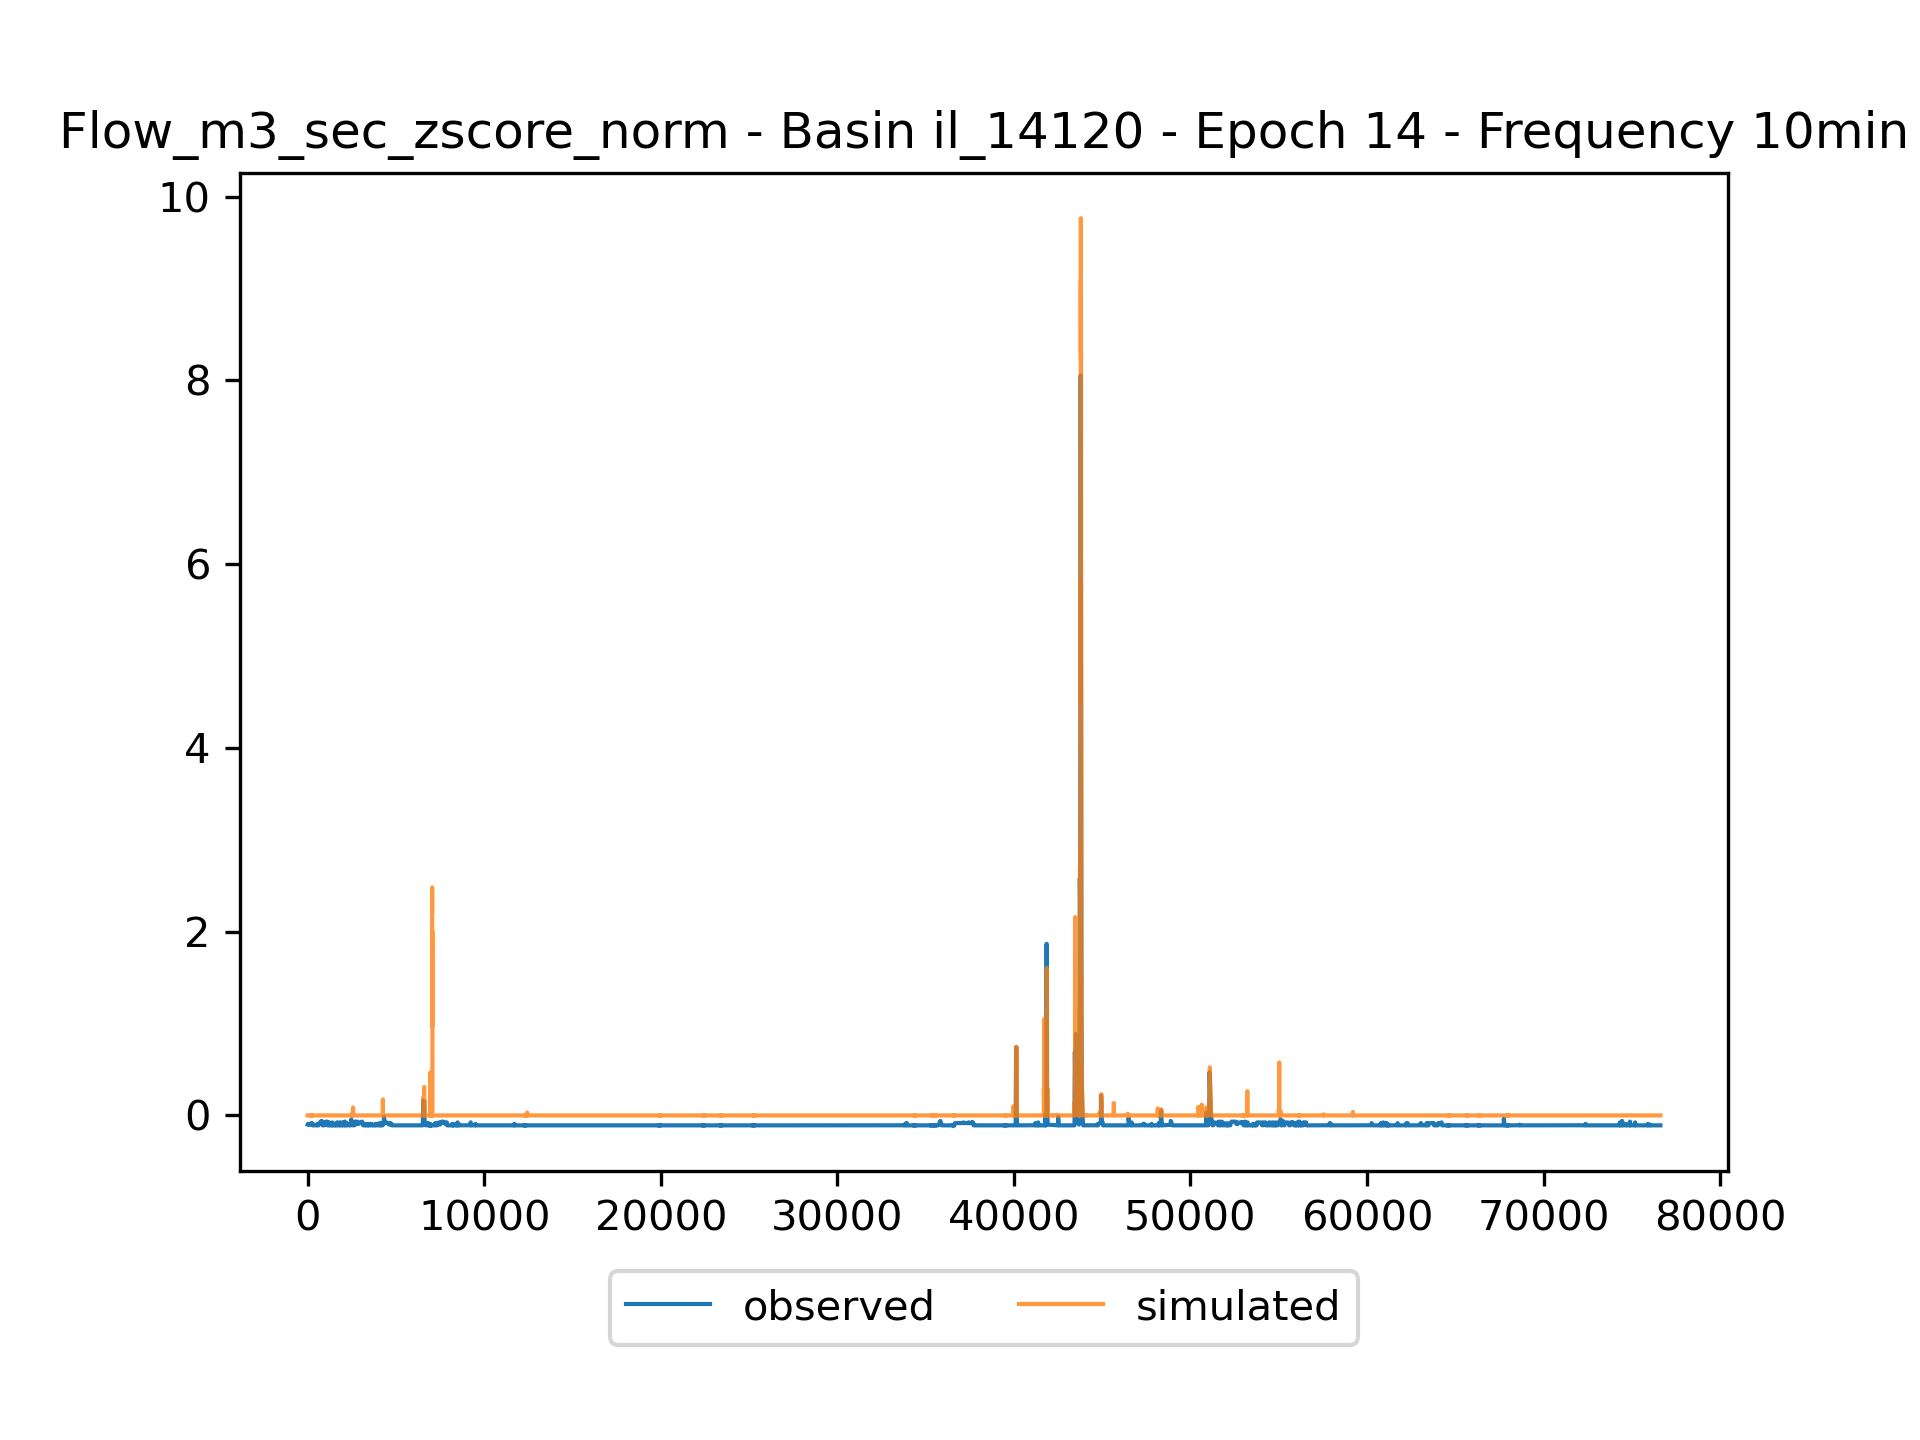 Flow_m3_sec_zscore_norm - Basin il_14120 - Epoch 14 - Frequency 10min
10
8
6
4
2
0
0 10000 20000 30000 40000 50000 60000 70000 80000
observed simulated